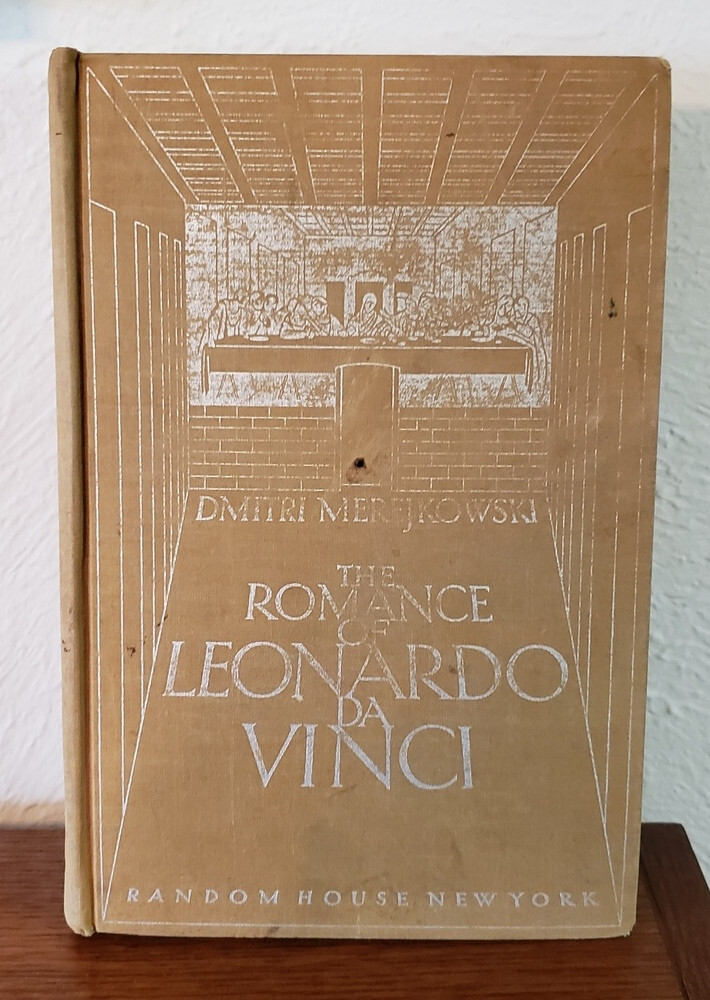 DMITRI MEREJKOWSKI
THE
ROMANCE
OF
LEONARDO
DA
VINCI
RANDOM HOUSE NEW YORK